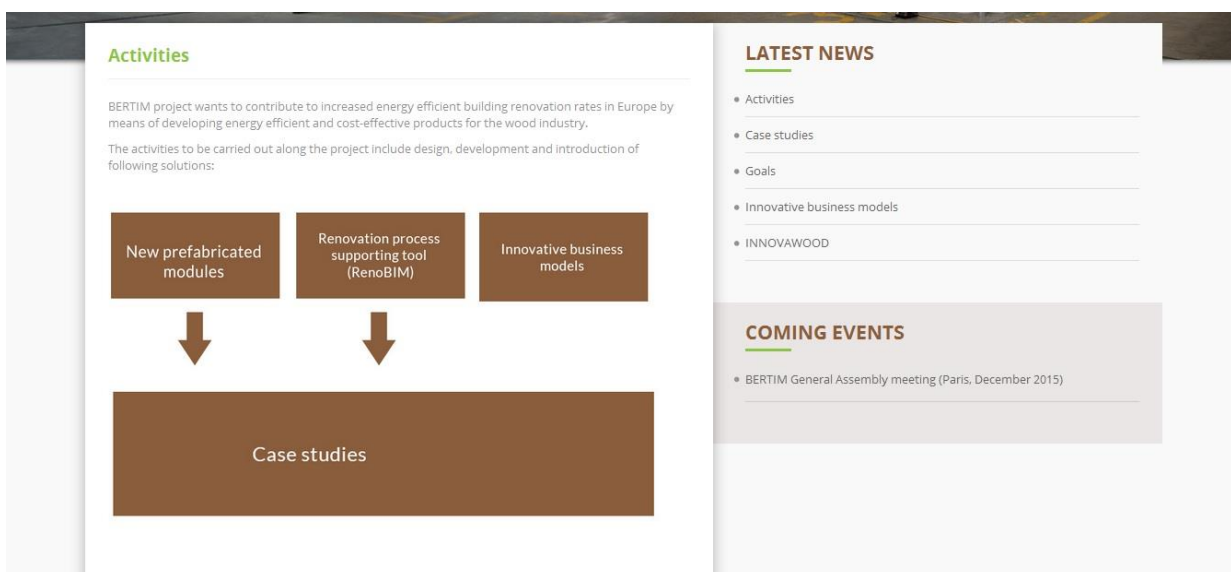 Activities
BERTIM project wants to contribute to increased energy efficient building renovation rates in Europe by
means of developing energy efficient and cost-effective products for the wood industry.
The activities to be carried out along the project include design, development and introduction of
following solutions:
New prefabricated
modules
Renovation process
supporting tool
(RenoBIM)
Innovative business
models
Case studies
LATEST NEWS
Activities
Case studies
Goals
Innovative business models
INNOVAWOOD
COMING EVENTS
BERTIM General Assembly meeting (Paris, December 2015)